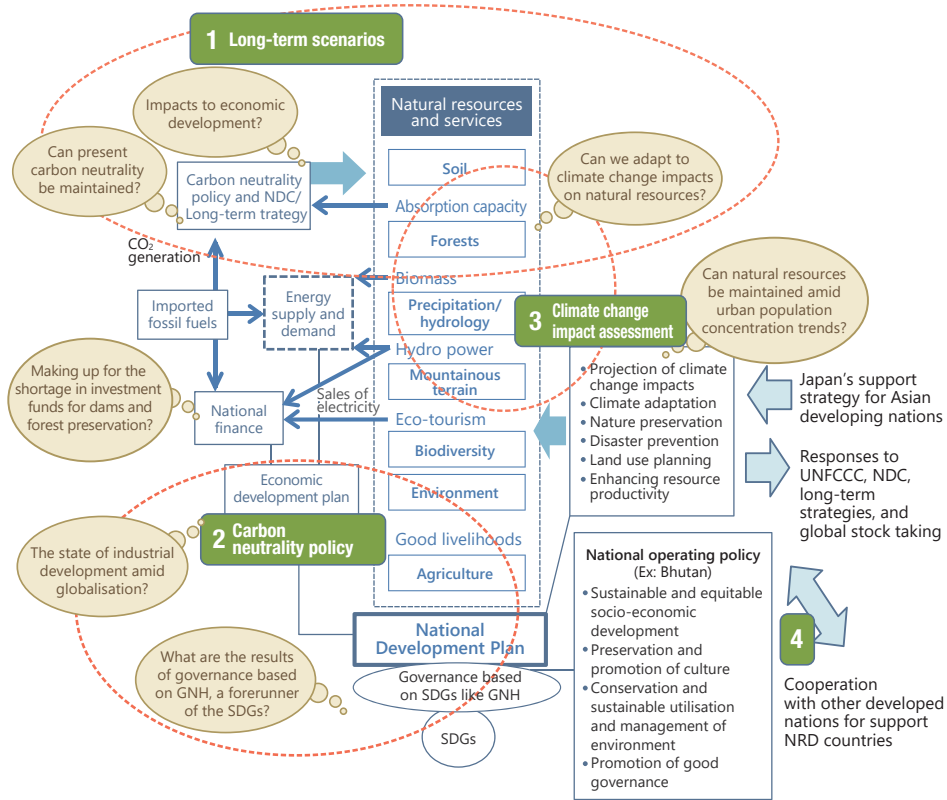 1 Long-term scenarios
Impacts to economic
development?
Can present
carbon neutrality
be maintained?
Carbon neutrality
policy and NDC/
Long-term trategy
CO₂
generation
Imported
fossil fuels
Energy
supply and
demand
Making up for the
shortage in investment
funds for dams and
forest preservation?
National
finance
Sales of
electricity
Economic
development plan
2 Carbon
neutrality policy
The state of industrial
development amid
globalisation?
What are the results
of governance based
on GNH, a forerunner
of the SDGs?
Natural resources
and services
Soil
Absorption capacity
Forests
Biomass
Precipitation/
hydrology
Hydro power
Mountainous
terrain
Eco-tourism
Biodiversity
Environment
Good livelihoods
Agriculture
National
Development Plan
Governance based
on SDGs like GNH
SDGs
Can we adapt to
climate change impacts
on natural resources?
Can natural resources
be maintained amid
urban population
concentration trends?
3 Climate change
impact assessment
• Projection of climate
change impacts
• Climate adaptation
• Nature preservation
• Disaster prevention
• Land use planning
• Enhancing resource
productivity
Japan's support
strategy for Asian
developing nations
Responses to
UNFCCC, NDC,
long-term
strategies, and
global stock taking
National operating policy
(Ex: Bhutan)
• Sustainable and equitable
socio-economic
development
• Preservation and
promotion of culture
• Conservation and
sustainable utilisation
and management of
environment
• Promotion of good
governance
4
Cooperation
with other developed
nations for support
NRD countries